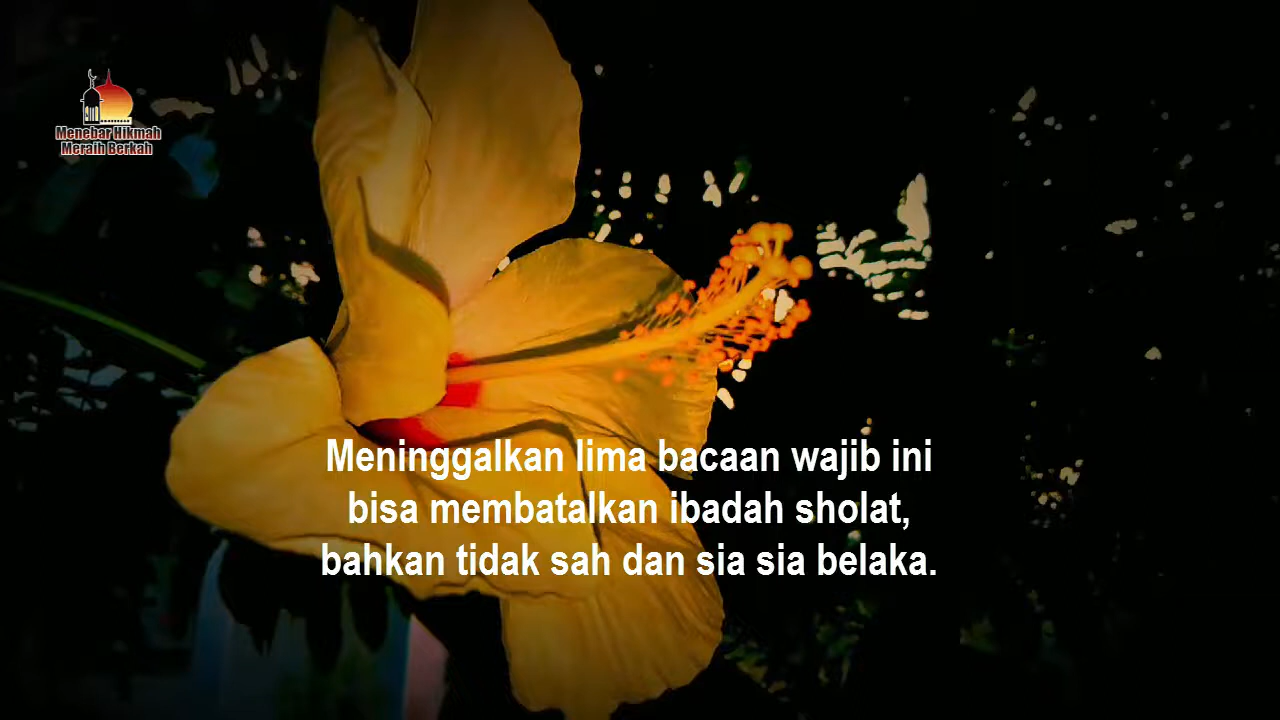 Menebar Hikmah
Meraih Berkah
Meninggalkan lima bacaan wajib ini
bisa membatalkan ibadah sholat,
bahkan tidak sah dan sia sia belaka.